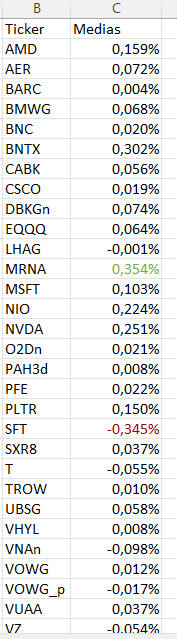 B C
Ticker Medias
AMD 0,159%
AER 0,072%
BARC 0,004%
BMWG 0,068%
BNC 0,020%
BNTX 0,302%
CABK 0,056%
CSCO 0,019%
DBKGn 0,074%
EQQQ 0,064%
LHAG -0,001%
MRNA 0,354%
MSFT 0,103%
NIO 0,224%
NVDA 0,251%
O2Dn 0,021%
PAH3d 0,008%
PFE 0,022%
PLTR 0,150%
SFT -0,345%
SXR8 0,037%
T -0,055%
TROW 0,010%
UBSG 0,058%
VHYL 0,008%
VNAn -0,098%
VOWG 0,012%
VOWG_p -0,017%
VUAA 0,037%
VZ -0,054%